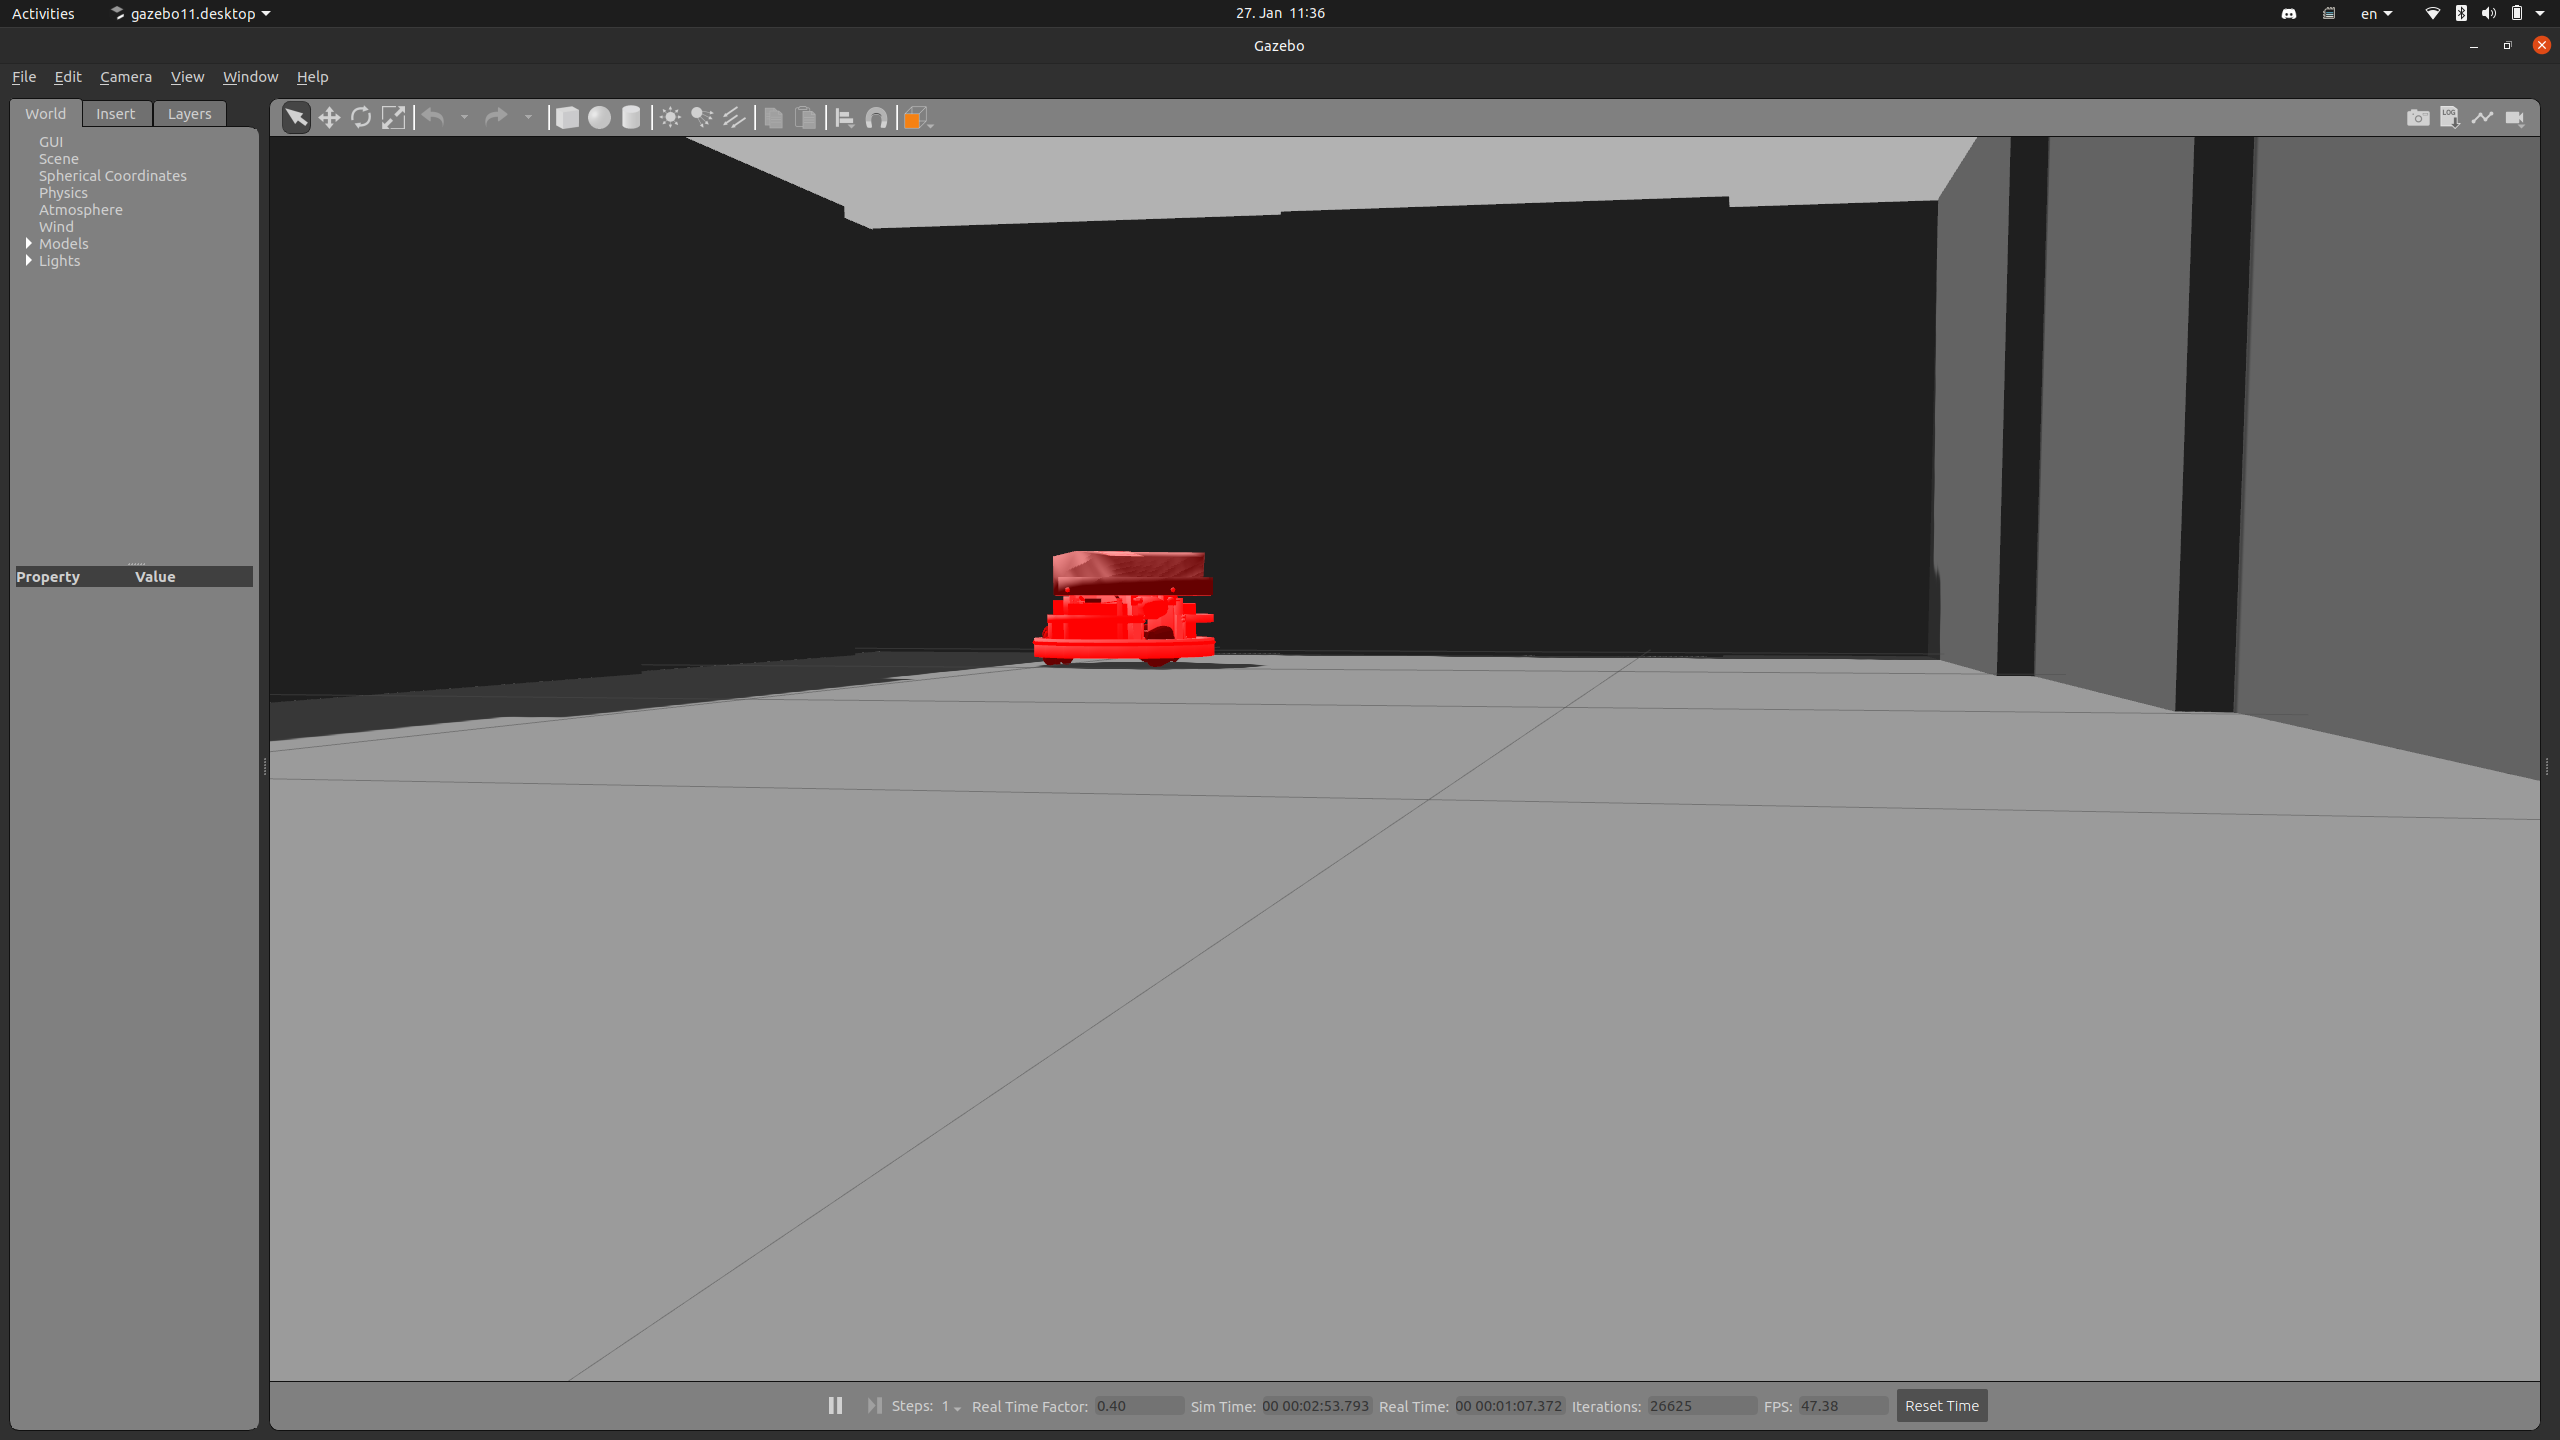 Activities gazebo11.desktop 27. Jan 11:36 en
Gazebo
File Edit Camera View Window Help
World Insert Layers
LOG
GUI
Scene
Spherical Coordinates
Physics
Atmosphere
Wind
Models
Lights
Property Value
Steps: 1 Real Time Factor: 0.40 Sim Time: 00 00:02:53.793 Real Time: 00 00:01:07.372 Iterations: 26625 FPS: 47.38 Reset Time